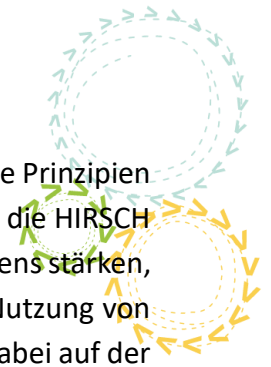 e Prinzipien
die HIRSCH
ens stärken,
Nutzung von
abei auf der